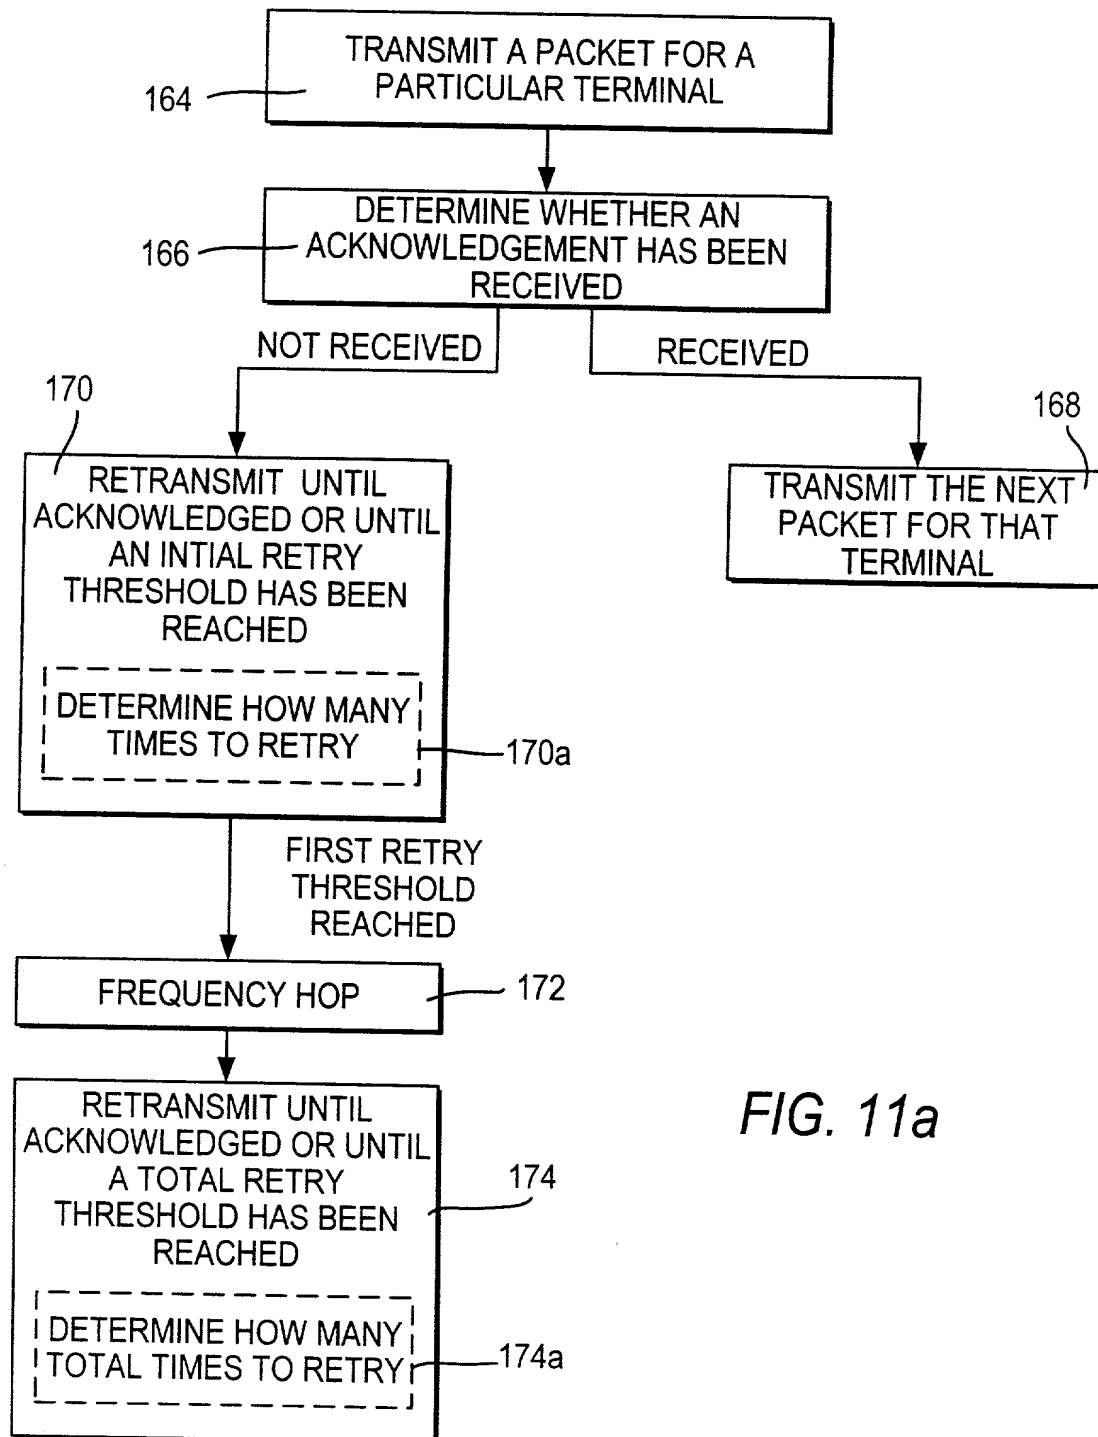 TRANSMIT A PACKET FOR A
PARTICULAR TERMINAL
164
DETERMINE WHETHER AN
ACKNOWLEDGEMENT HAS BEEN
RECEIVED
166
NOT RECEIVED
RECEIVED
170
168
RETRANSMIT UNTIL
ACKNOWLEDGED OR UNTIL
AN INTIAL RETRY
THRESHOLD HAS BEEN
REACHED
TRANSMIT THE NEXT
PACKET FOR THAT
TERMINAL
DETERMINE HOW MANY
TIMES TO RETRY
170a
FIRST RETRY
THRESHOLD
REACHED
FREQUENCY HOP
172
RETRANSMIT UNTIL
ACKNOWLEDGED OR UNTIL
A TOTAL RETRY
THRESHOLD HAS BEEN
REACHED
174
DETERMINE HOW MANY
TOTAL TIMES TO RETRY
174a
FIG. 11a